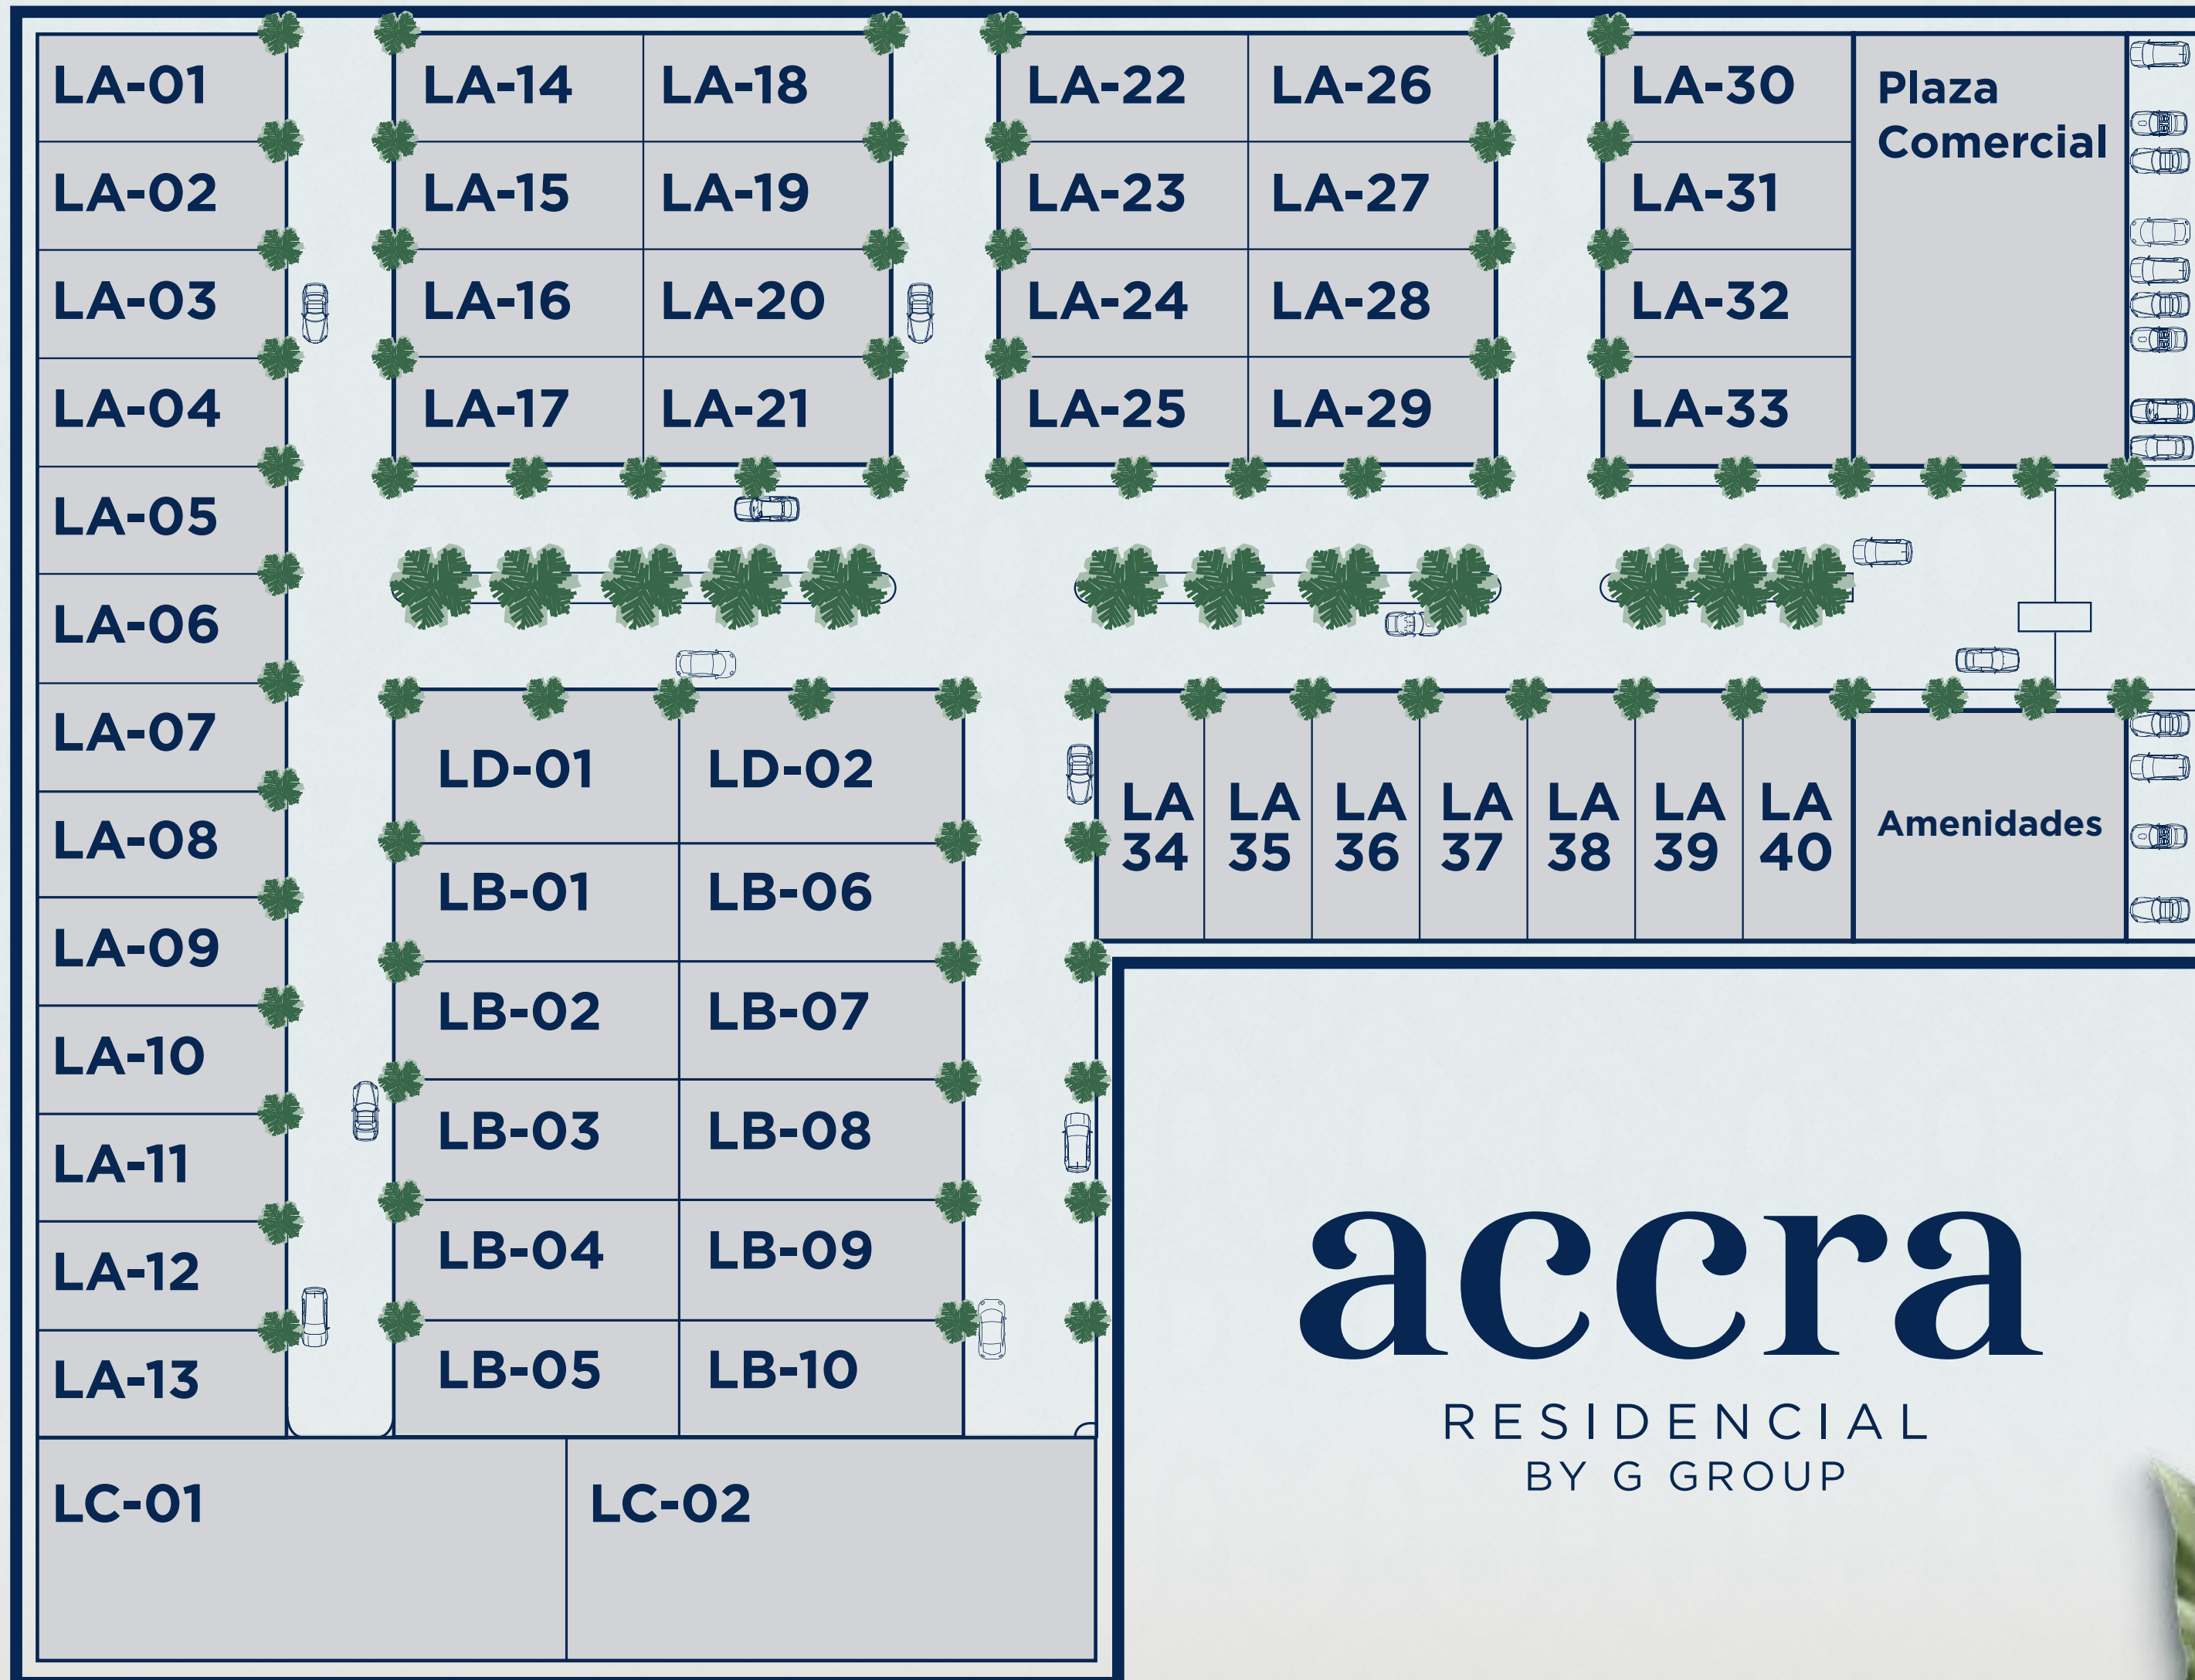 LA-01
LA-02
LA-03
LA-04
LA-05
LA-06
LA-07
LA-08
LA-09
LA-10
LA-11
LA-12
LA-13
LA-14 LA-18
LA-15 LA-19
LA-16 LA-20
LA-17 LA-21
LA-22 LA-26
LA-23 LA-27
LA-24 LA-28
LA-25 LA-29
LA-30
LA-31
LA-32
LA-33
Plaza
Comercial
LD-01 LD-02
LB-01 LB-06
LB-02 LB-07
LB-03 LB-08
LB-04 LB-09
LB-05 LB-10
LA LA LA LA LA LA LA
34 35 36 37 38 39 40
Amenidades
LC-01 LC-02
accra
RESIDENCIAL
BY G GROUP